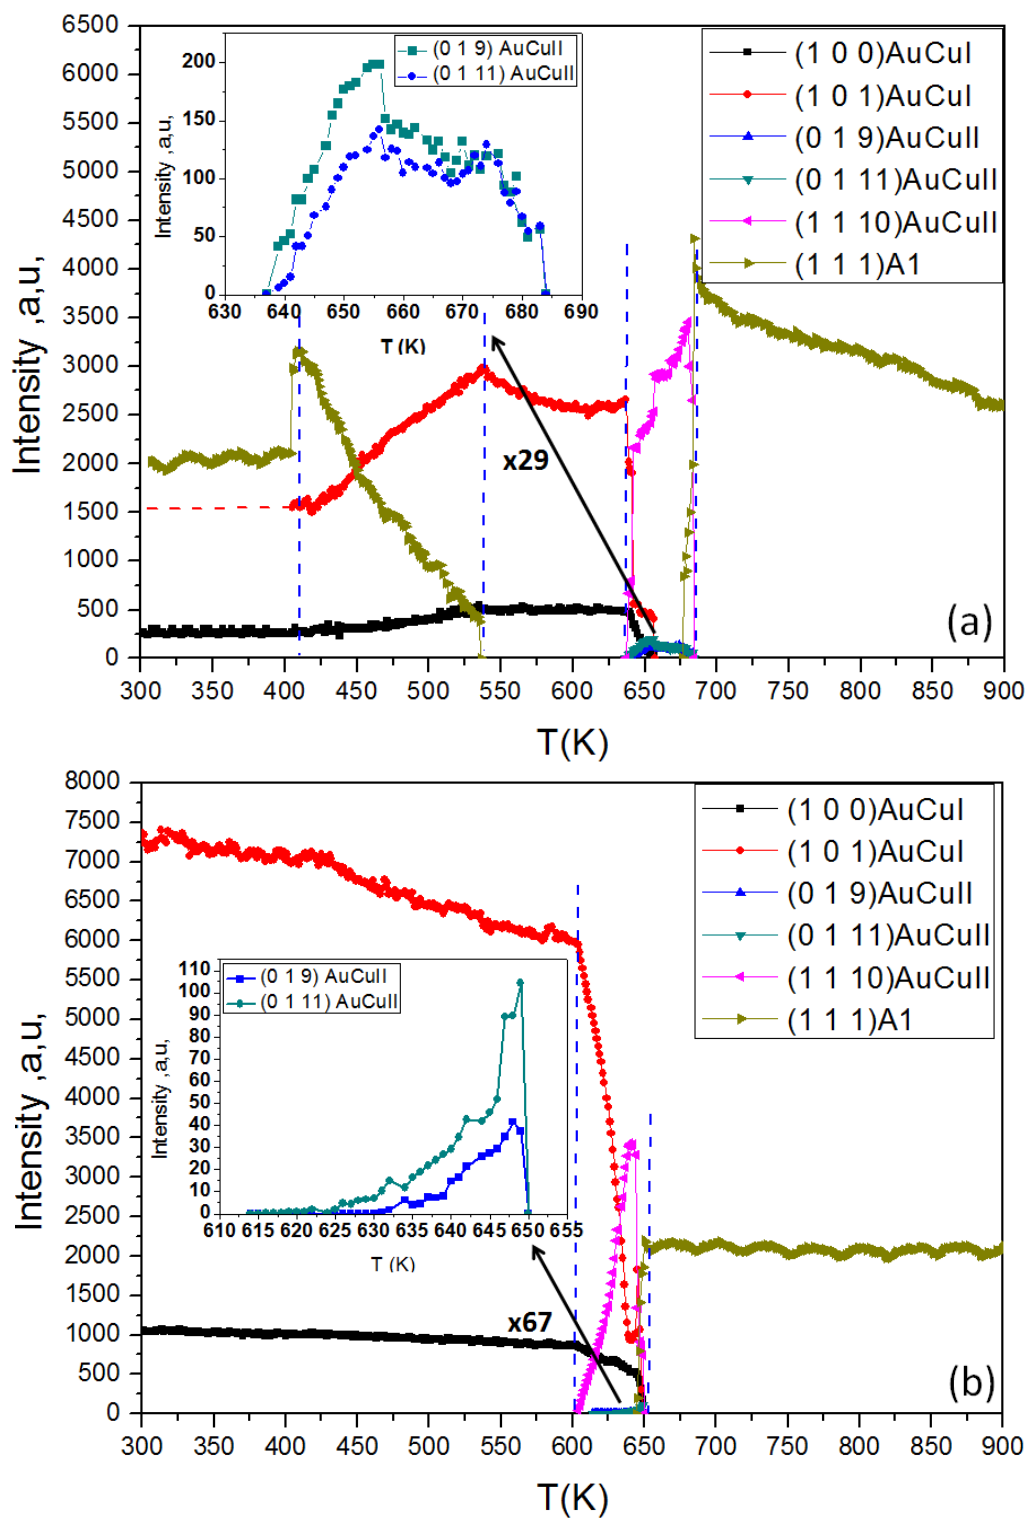 6500
6000
5500
5000
4500
4000
3500
3000
2500
2000
1500
1000
500
0
Intensity ,a,u,
300 350 400 450 500 550 600 650 700 750 800 850 900
T(K)
(1 0 0)AuCuI
(1 0 1)AuCuI
(0 1 9)AuCuII
(0 1 11)AuCuII
(1 1 10)AuCuII
(1 1 1)A1
200
150
100
50
0
Intensity ,a,u,
630 640 650 660 670 680 690
T (K)
(0 1 9) AuCuII
(0 1 11) AuCuII
x29
(a)
8000
7500
7000
6500
6000
5500
5000
4500
4000
3500
3000
2500
2000
1500
1000
500
0
Intensity ,a,u,
300 350 400 450 500 550 600 650 700 750 800 850 900
T(K)
(1 0 0)AuCuI
(1 0 1)AuCuI
(0 1 9)AuCuII
(0 1 11)AuCuII
(1 1 10)AuCuII
(1 1 1)A1
110
100
90
80
70
60
50
40
30
20
10
0
Intensity ,a,u,
610 615 620 625 630 635 640 645 650 655
T (K)
(0 1 9) AuCuII
(0 1 11) AuCuII
x67
(b)